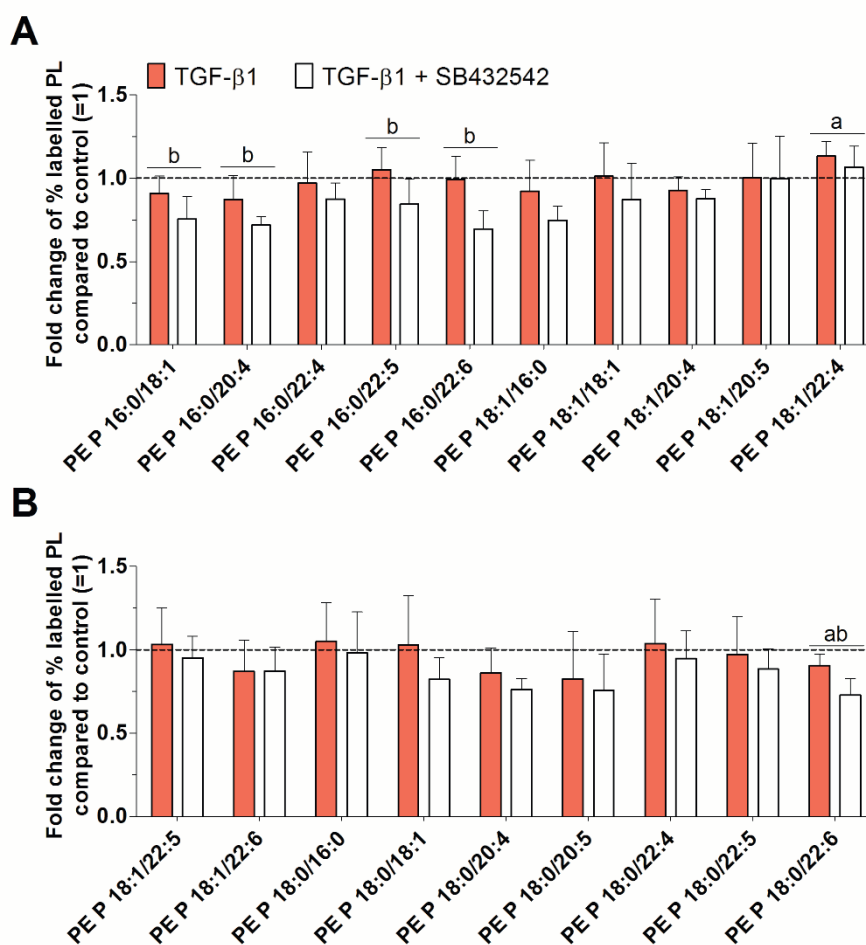 A
TGF-β1 TGF-β1 + SB432542
Fold change of % labelled PL
compared to control (=1)
1.5
1.0
0.5
0.0
b b b b a
PE P 16:0/18:1
PE P 16:0/20:4
PE P 16:0/22:4
PE P 16:0/22:5
PE P 16:0/22:6
PE P 18:1/16:0
PE P 18:1/18:1
PE P 18:1/20:4
PE P 18:1/20:5
PE P 18:1/22:4
B
Fold change of % labelled PL
compared to control (=1)
1.5
1.0
0.5
0.0
ab
PE P 18:1/22:5
PE P 18:1/22:6
PE P 18:0/16:0
PE P 18:0/18:1
PE P 18:0/20:4
PE P 18:0/20:5
PE P 18:0/22:4
PE P 18:0/22:5
PE P 18:0/22:6